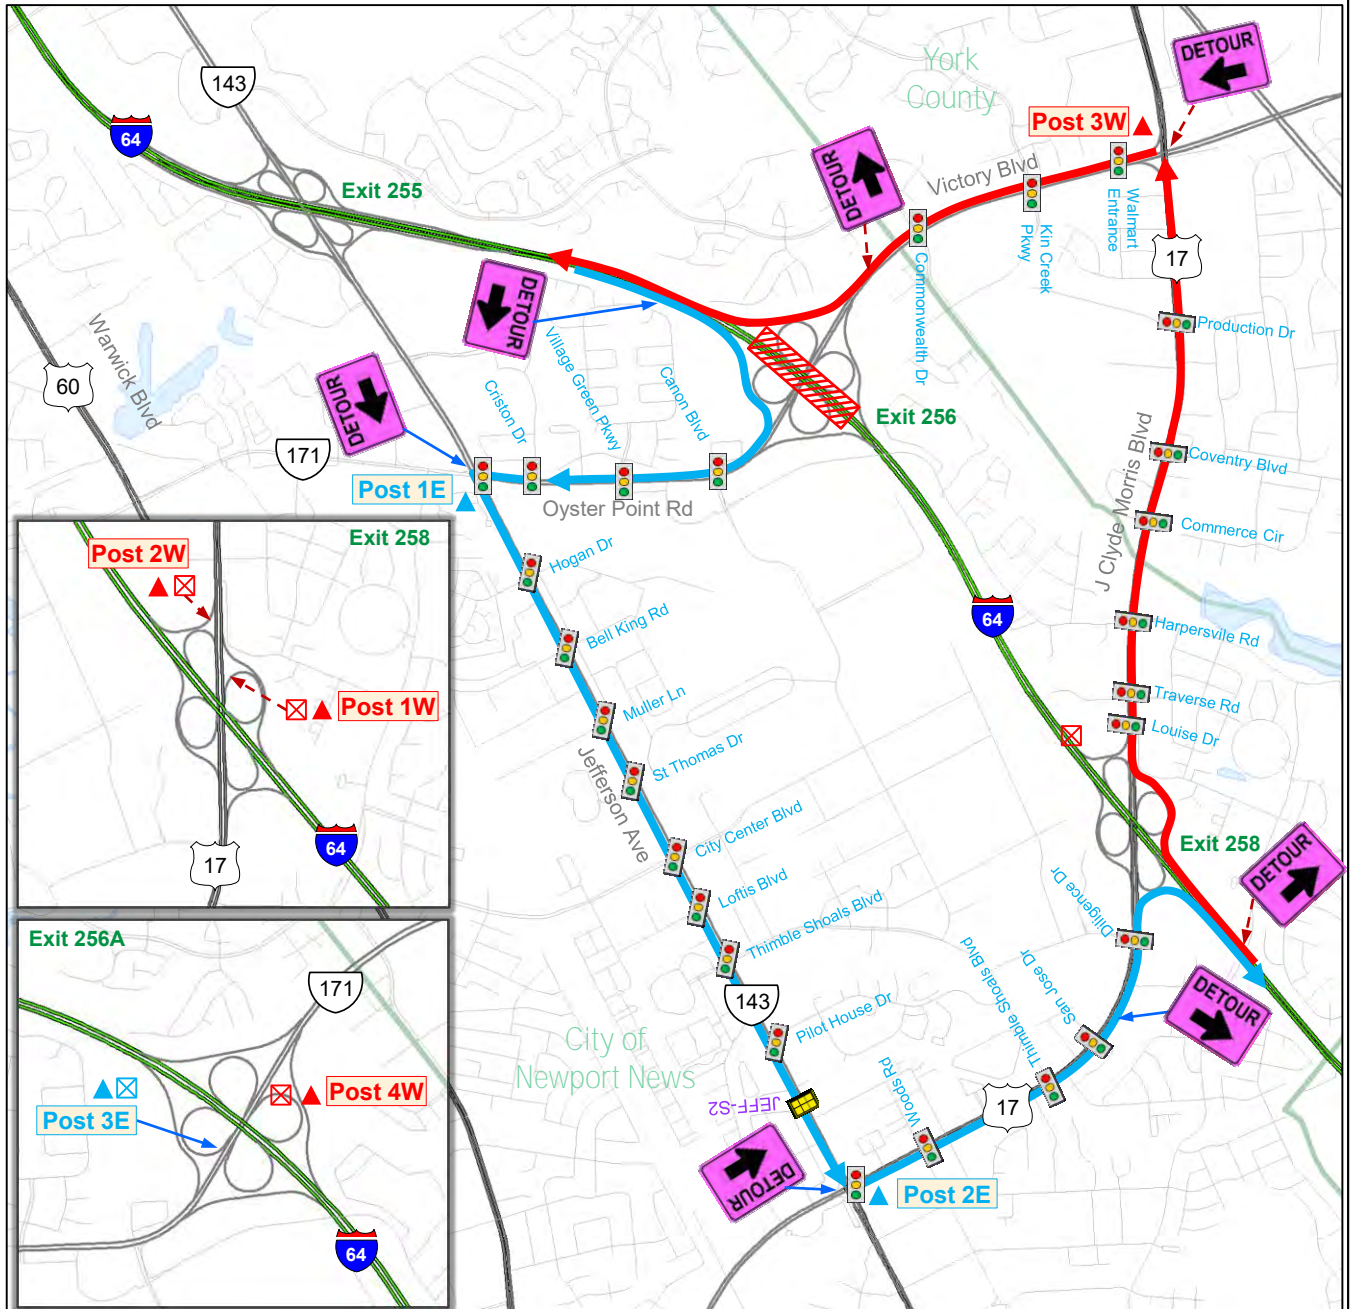 York
County
DETOUR
143
64
Post 3W
Exit 255
DETOUR
Victory Blvd
Walmart
Entrance
Kin Creek
Pkwy
Commonwealth Dr
17
Production Dr
DETOUR
Warwick Blvd
60
Village Green Pkwy
Canon Blvd
Criston Dr
DETOUR
Exit 256
171
Post 1E
Oyster Point Rd
J Clyde Morris Blvd
Coventry Blvd
Commerce Cir
Hogan Dr
Bell King Rd
Muller Ln
St Thomas Dr
Jefferson Ave
City Center Blvd
Loftis Blvd
Thimble Shoals Blvd
64
Harpersvile Rd
Traverse Rd
Louise Dr
Exit 258
DETOUR
Diligence Dr
Thimble Shoals Blvd
San Jose Dr
DETOUR
143
Pilot House Dr
City of
Newport News
JEFF-S2
Woods Rd
17
DETOUR
Post 2E
Exit 258
Post 2W
Post 1W
64
17
Exit 256A
171
Post 4W
Post 3E
64